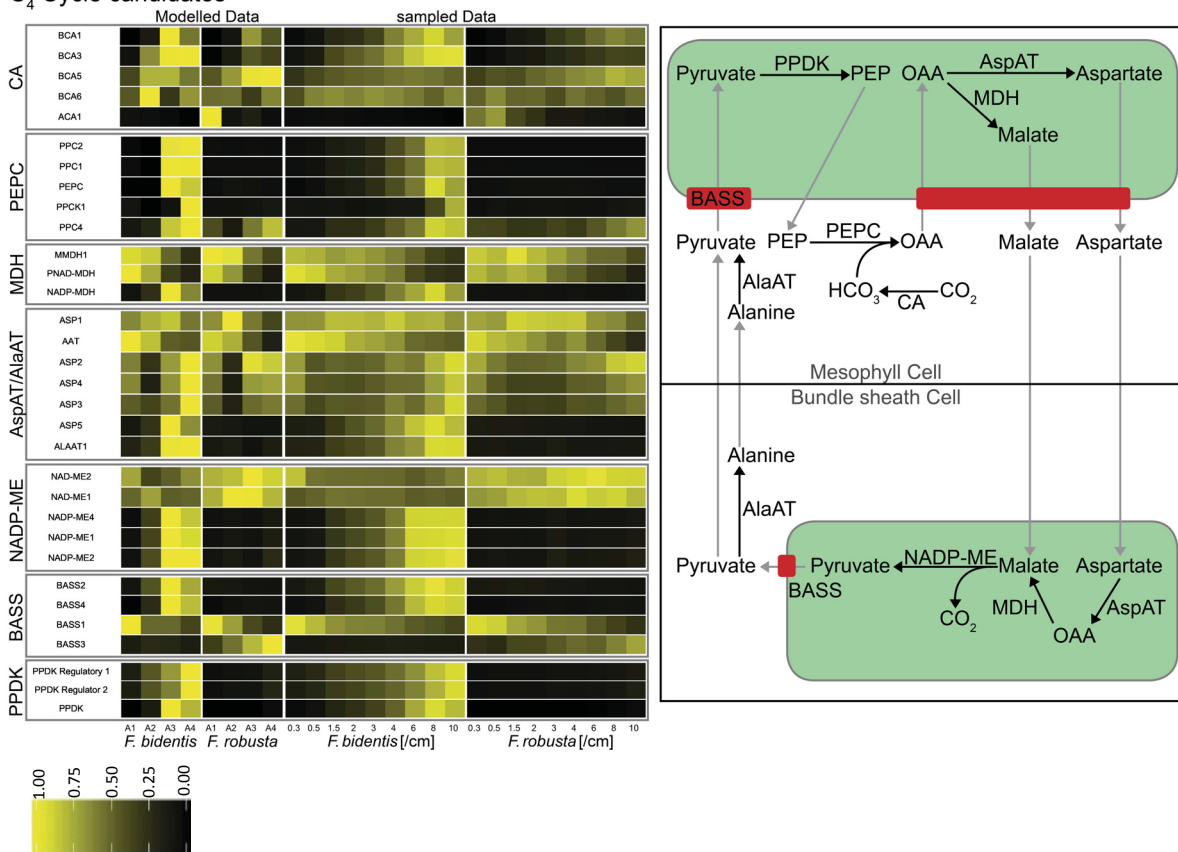 C4 Cycle candidates
Modelled Data
sampled Data
CA
BCA1
BCA3
BCA5
BCA6
ACA1
PEPC
PPC2
PPC1
PEPC
PPCK1
PPC4
MDH
MMDH1
PNAD-MDH
NADP-MDH
AspAT/AlaAT
ASP1
AAT
ASP2
ASP4
ASP3
ASP5
ALAAT1
NADP-ME
NAD-ME2
NAD-ME1
NADP-ME4
NADP-ME1
NADP-ME2
BASS
BASS2
BASS4
BASS1
BASS3
PPDK
PPDK Regulatory 1
PPDK Regulator 2
PPDK
A1 A2 A3 A4 A1 A2 A3 A4 0.3 0.5 1.5 2 3 4 6 8 10 0.3 0.5 1.5 2 3 4 6 8 10
F. bidentis F. robusta F. bidentis[/cm] F. robusta[/cm]
1.00 0.75 0.50 0.25 0.00
Pyruvate PPDK PEP OAA AspAT Aspartate
MDH
Malate
BASS
Pyruvate PEP PEPC OAA Malate Aspartate
AlaAT
HCO3 CA CO2
Alanine
Mesophyll Cell
Bundle sheath Cell
Alanine
AlaAT
Pyruvate Pyruvate NADP-ME Malate Aspartate
BASS
CO2 MDH AspAT
OAA